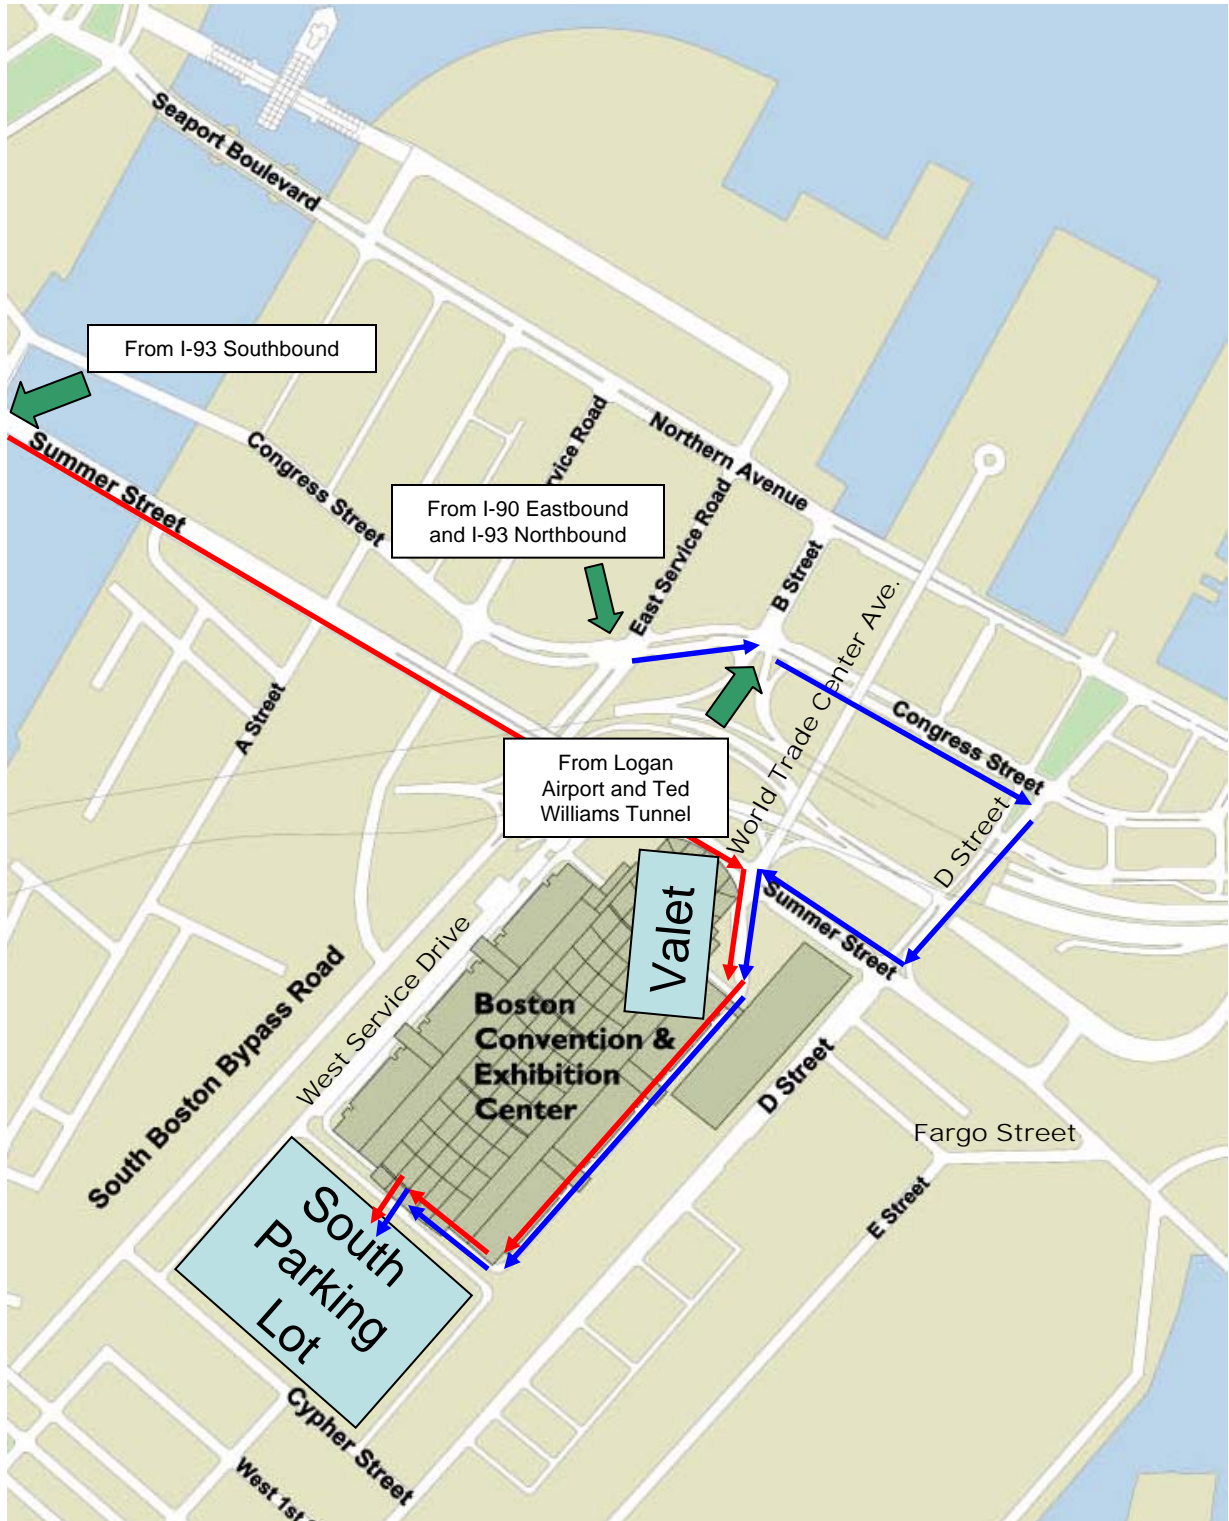 Seaport Boulevard
From I-93 Southbound
Summer Street
Congress Street
rvice Road
Northern Avenue
From I-90 Eastbound
and I-93 Northbound
East Service Road
B Street
World Trade Center Ave.
A Street
Congress Street
From Logan
Airport and Ted
Williams Tunnel
D Street
Valet
Summer Street
West Service Drive
South Boston Bypass Road
Boston
Convention &
Exhibition
Center
D Street
Fargo Street
E Street
South
Parking
Lot
Cypher Street
West 1st